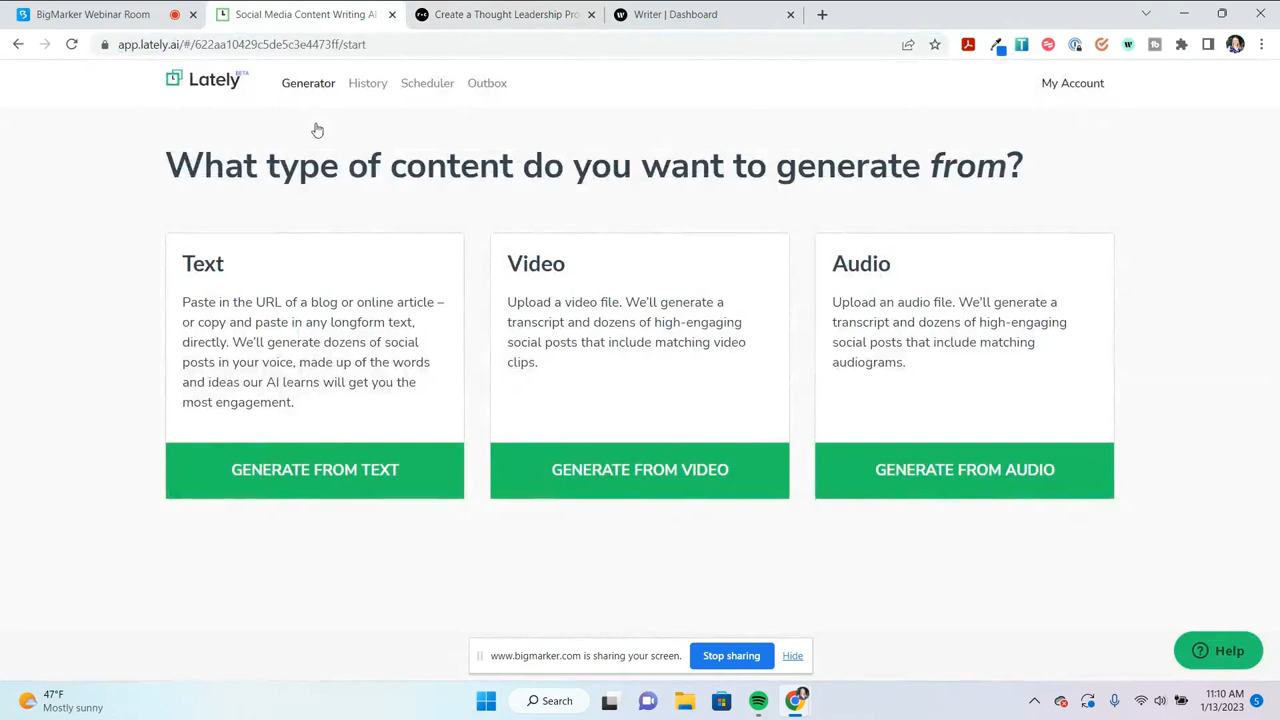 BigMarker Webinar Room
Social Media Content Writing AI
Create a Thought Leadership Pro
Writer | Dashboard
app.lately.ai/#/622aa10429c51e5c3e4473ff/start
Lately BETA
Generator
History
Scheduler
Outbox
My Account
What type of content do you want to generate from?
Text
Paste in the URL of a blog or online article –
or copy and paste in any longform text,
directly. We'll generate dozens of social
posts in your voice, made up of the words
and ideas our AI learns will get you the
most engagement.
GENERATE FROM TEXT
Video
Upload a video file. We'll generate a
transcript and dozens of high-engaging
social posts that include matching video
clips.
GENERATE FROM VIDEO
Audio
Upload an audio file. We'll generate a
transcript and dozens of high-engaging
social posts that include matching
audiograms.
GENERATE FROM AUDIO
www.bigmarker.com is sharing your screen.
Stop sharing
Hide
Help
47°F
Mostly sunny
Search
11:10 AM
1/13/2023
5